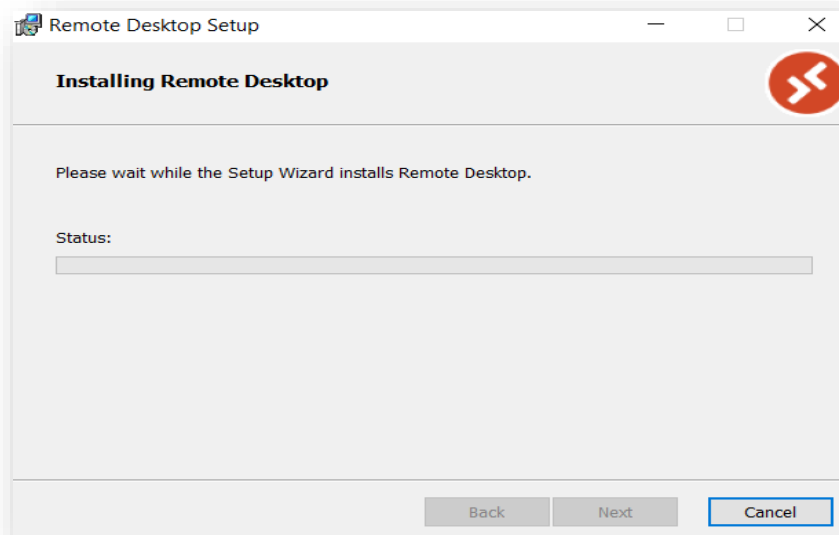 Remote Desktop Setup
Installing Remote Desktop
Please wait while the Setup Wizard installs Remote Desktop.
Status:
Back
Next
Cancel